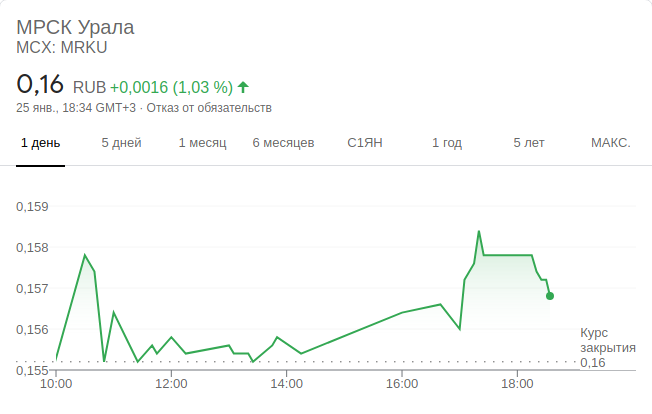 МРСК Урала
MCX: MRKU
0,16 RUB +0,0016 (1,03 %)
25 янв., 18:34 GMT+3 · Отказ от обязательств
1 день 5 дней 1 месяц 6 месяцев С1ЯН 1 год 5 лет МАКС.
0,159
0,158
0,157
0,156
0,155
Курс
закрытия
0,16
10:00 12:00 14:00 16:00 18:00